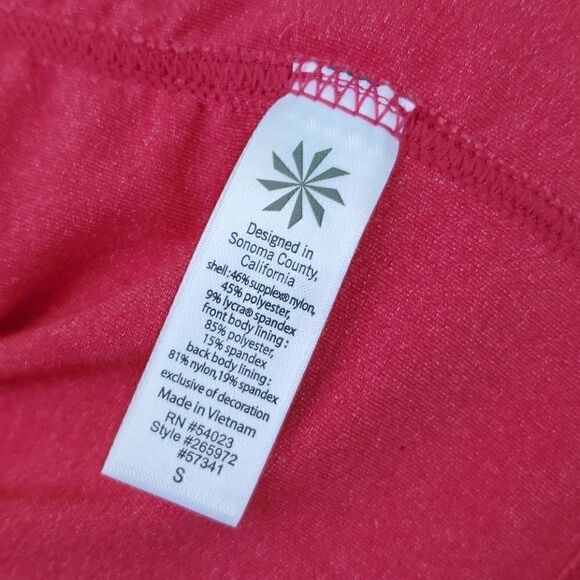 Designed in
Sonoma County,
California
shell: 46% supplex® nylon,
45% polyester,
9% lycra® spandex
front body lining:
85% polyester,
15% spandex
back body lining:
81% nylon, 19% spandex
exclusive of decoration
Made in Vietnam
RN #54023
Style #265972
#57341
S